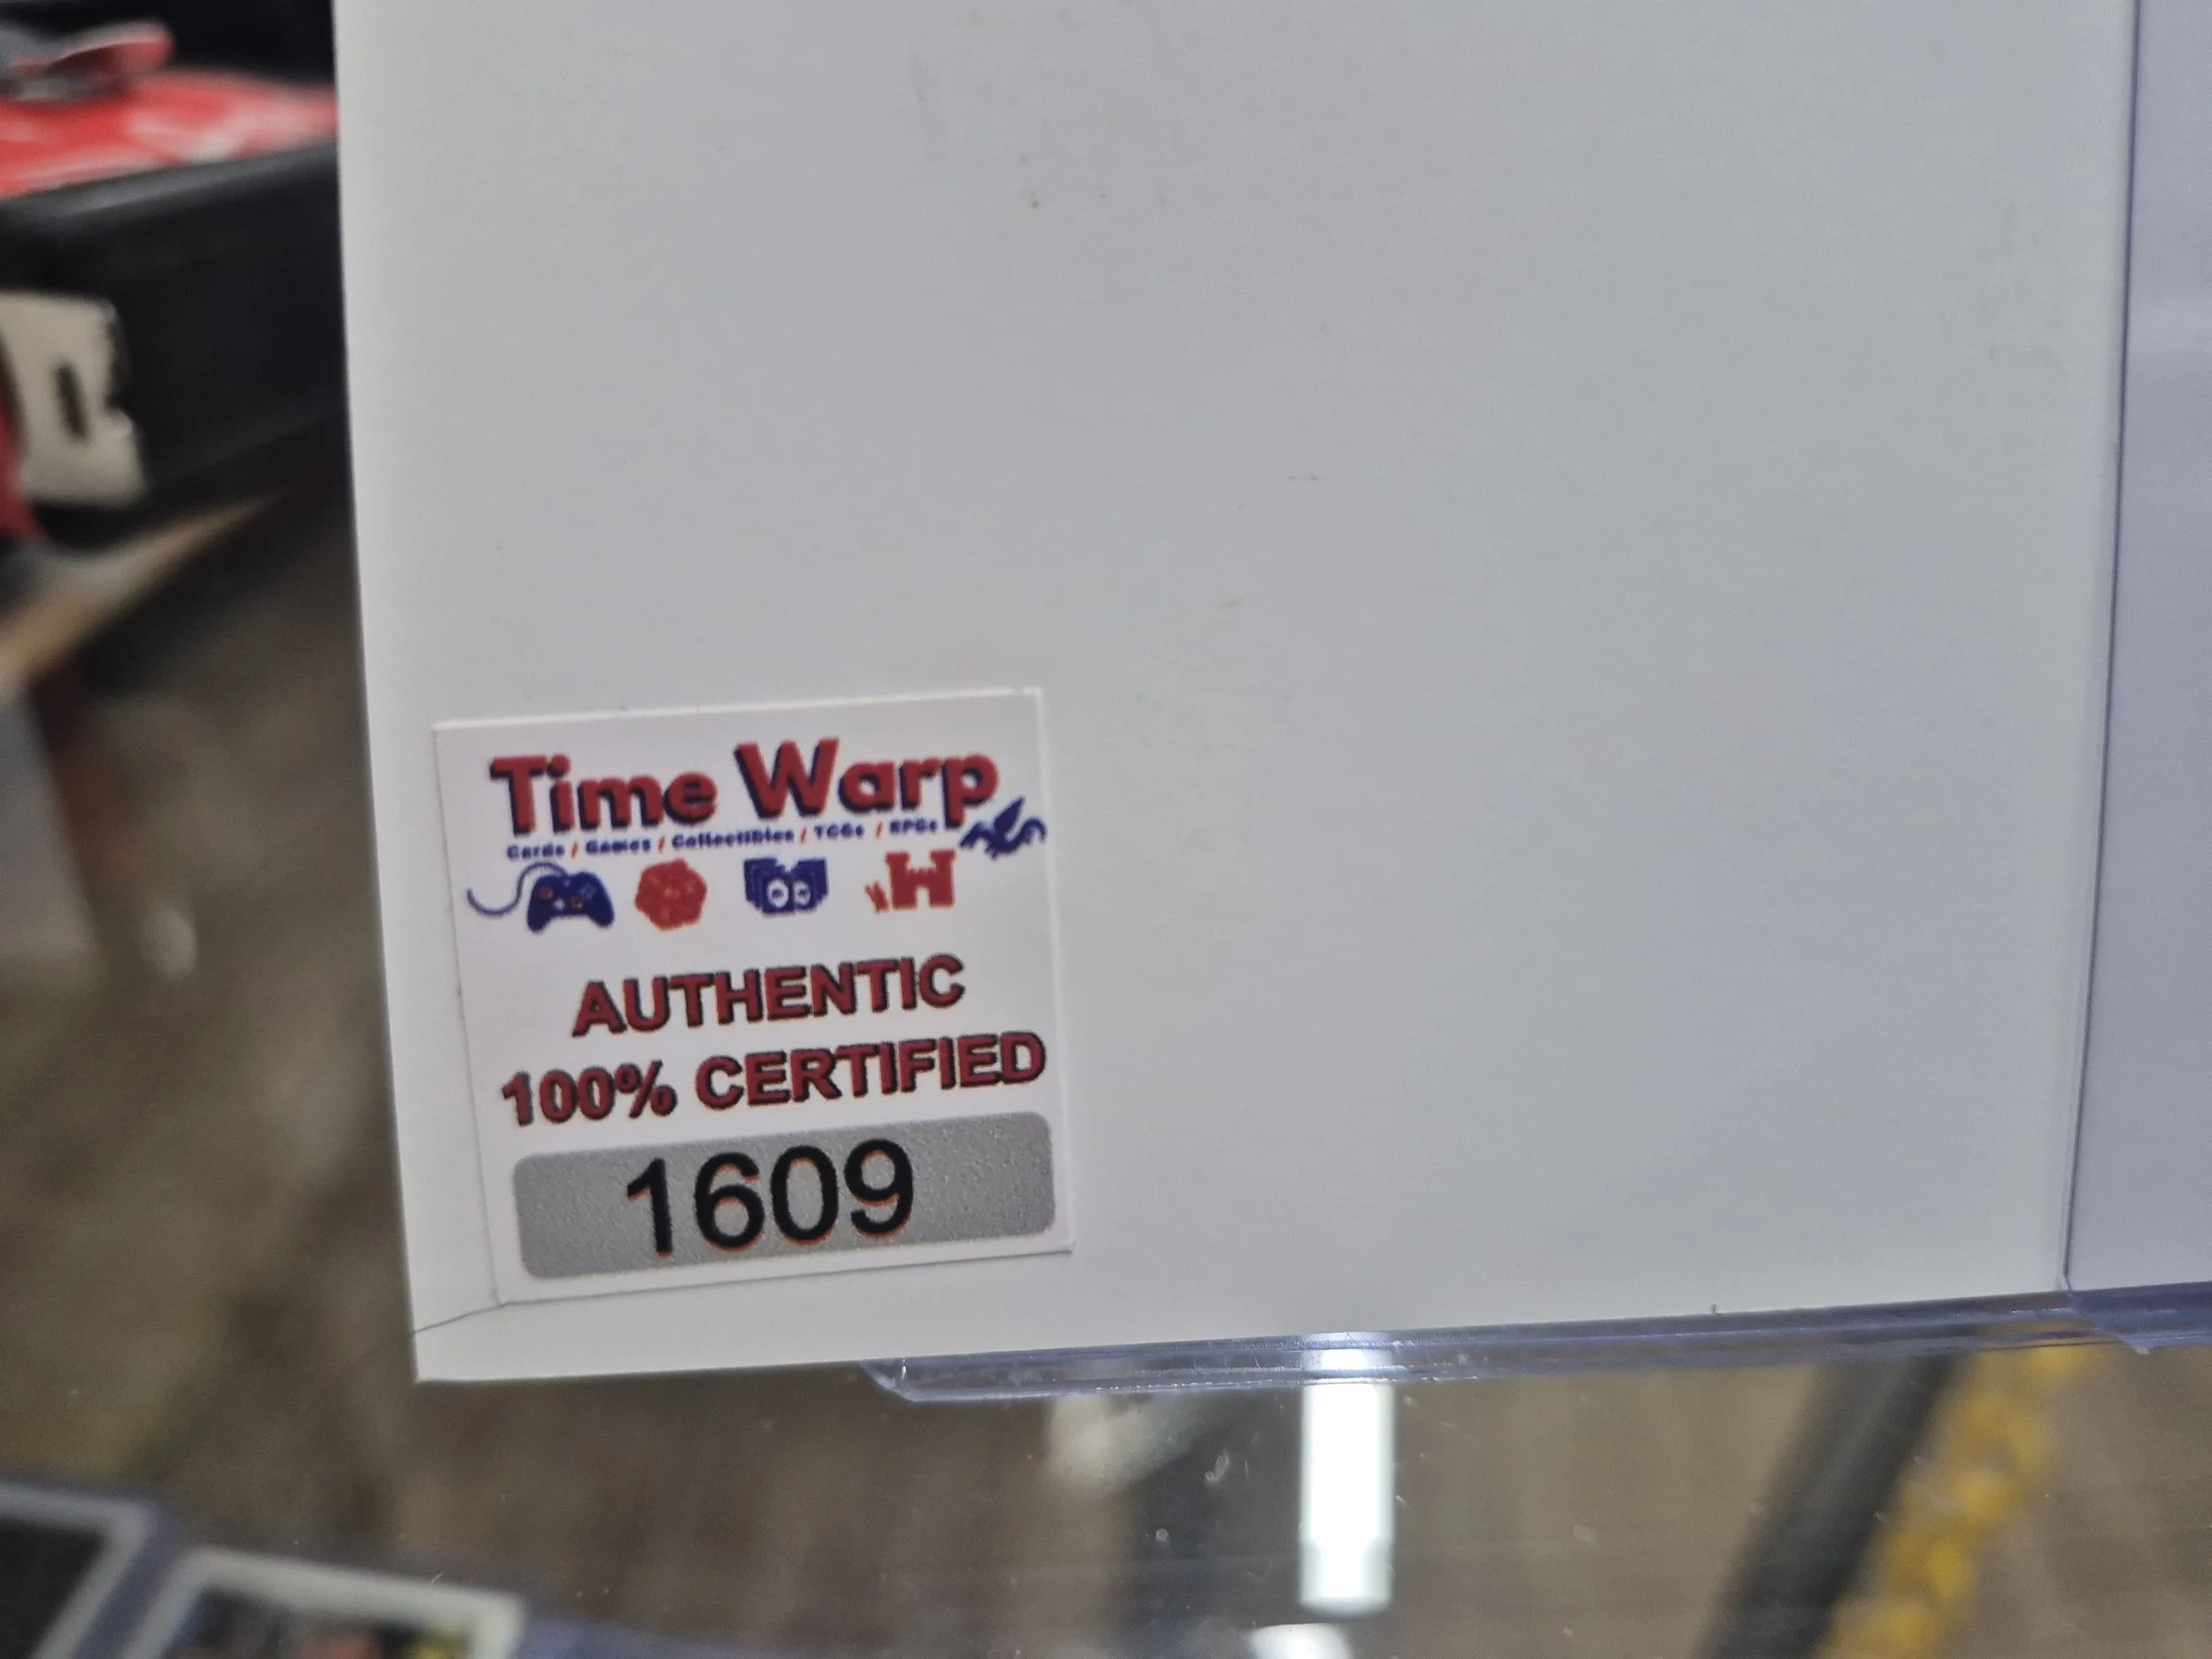 Time Warp
Cards / Games / Collectibles / TCGs / RPGs
AUTHENTIC
100% CERTIFIED
1609